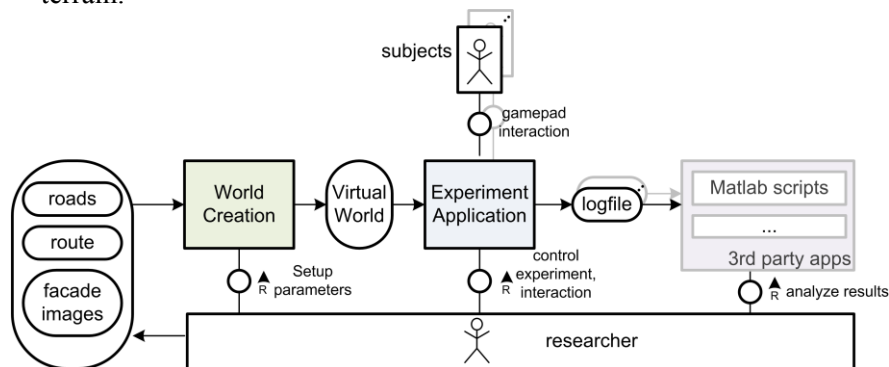 terrain.
subjects
gamepad
interaction
roads
route
facade
images
World
Creation
Virtual
World
Experiment
Application
logfile
Matlab scripts
...
3rd party apps
R
Setup
parameters
R
control
experiment,
interaction
R
analyze results
researcher